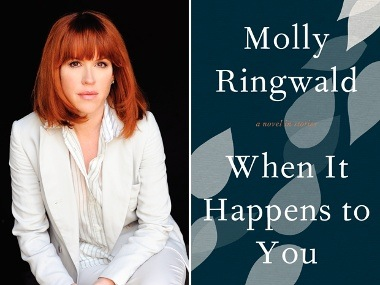 Molly
Ringwald
a novel in stories
When It
Happens to
You